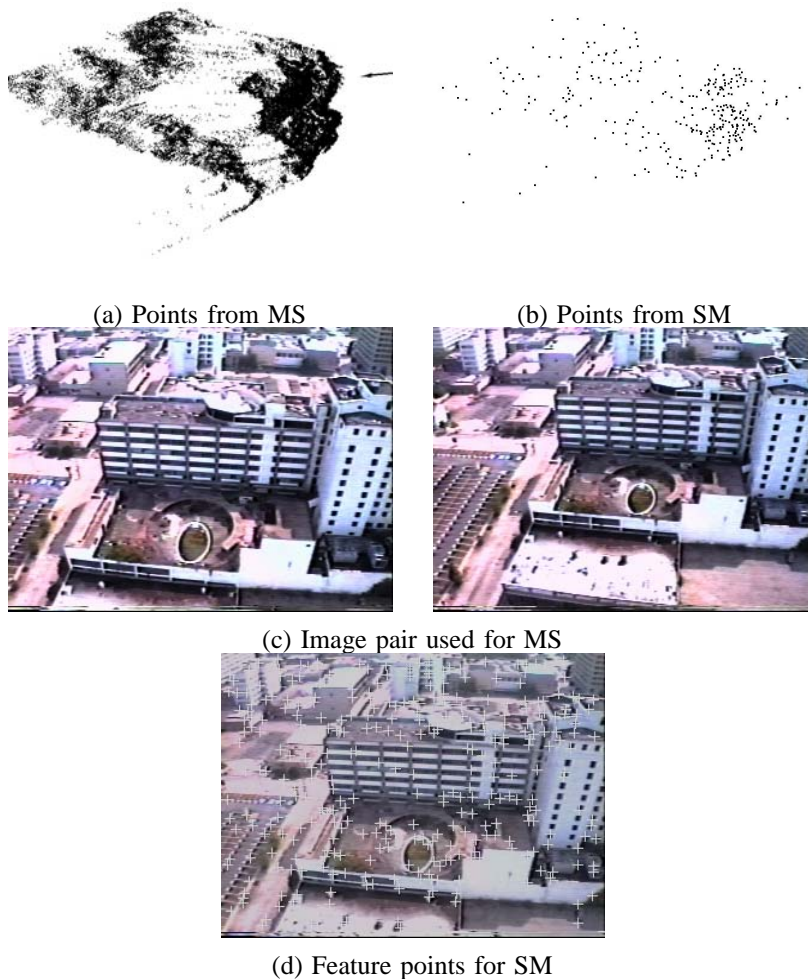 (a) Points from MS
(b) Points from SM
(c) Image pair used for MS
(d) Feature points for SM